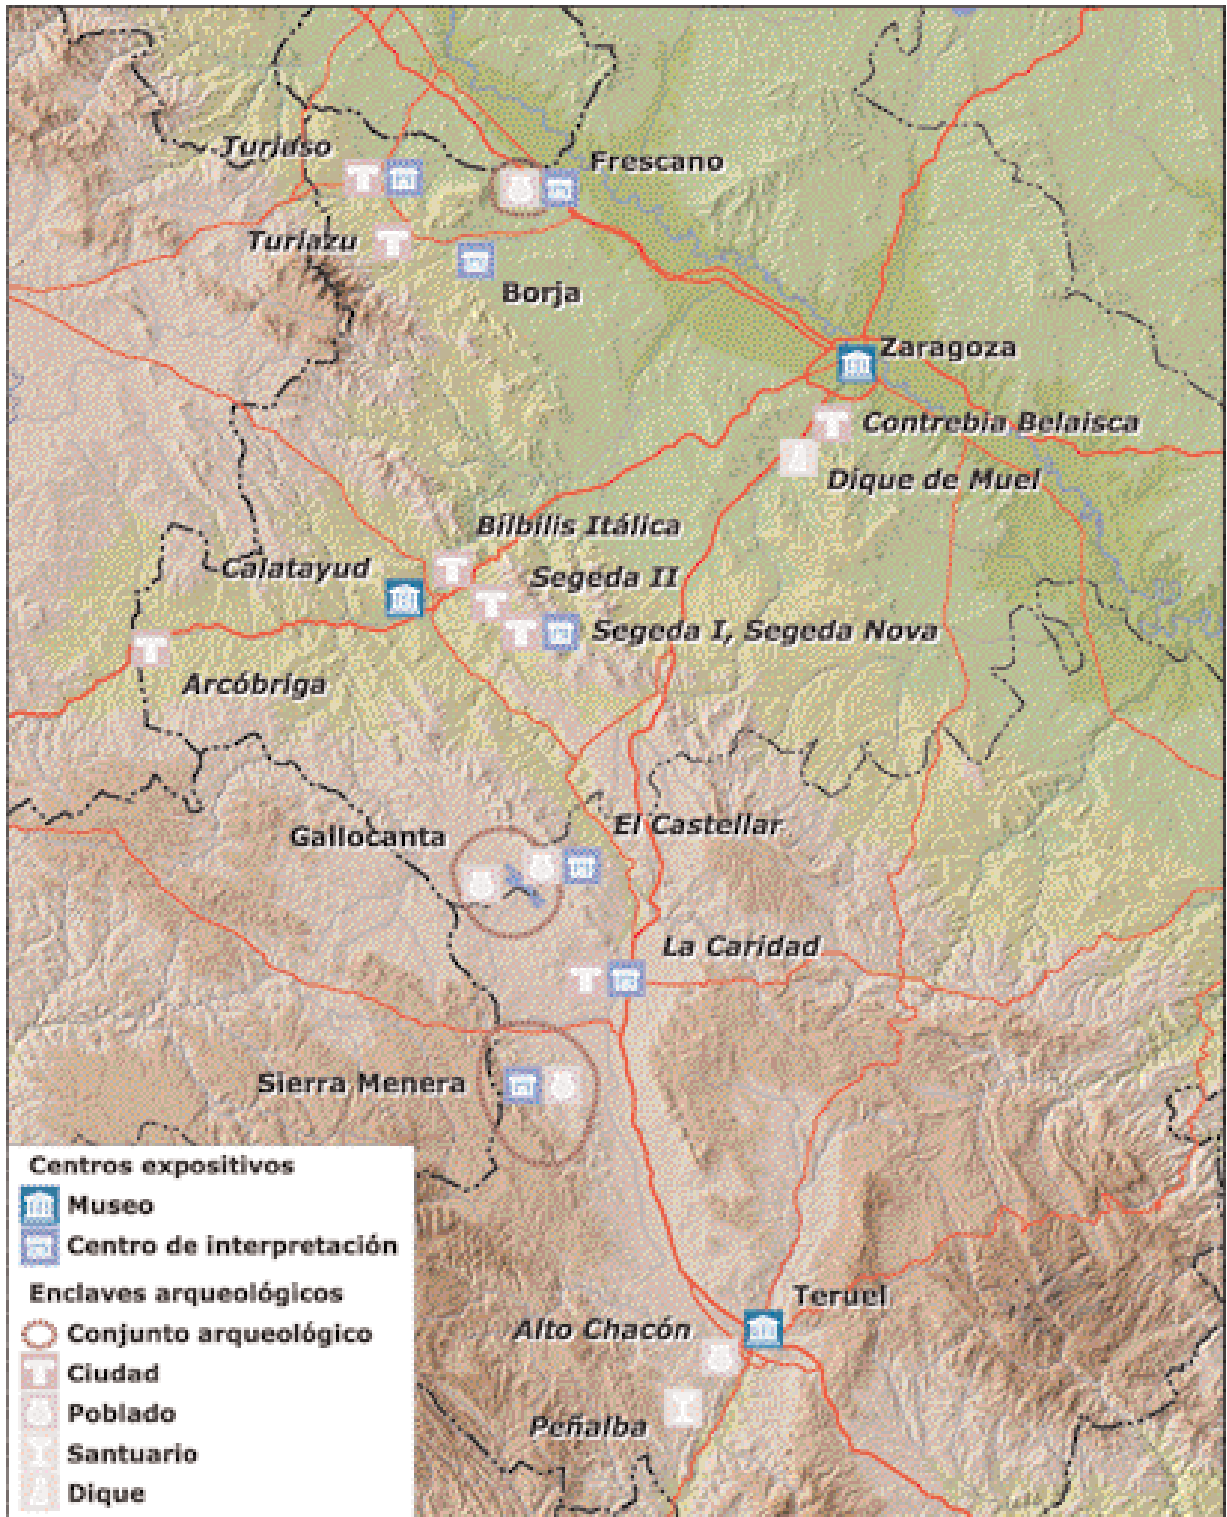 Turiaso
Frescano
Turiazu
Borja
Zaragoza
Contrebia Belaisca
Dique de Muel
Bílbilis Itálica
Calatayud
Segeda II
Segeda I, Segeda Nova
Arcóbriga
El Castellar
Gallocanta
La Caridad
Sierra Menera
Teruel
Alto Chacón
Peñalba
Centros expositivos
Museo
Centro de interpretación
Enclaves arqueológicos
Conjunto arqueológico
Ciudad
Poblado
Santuario
Dique